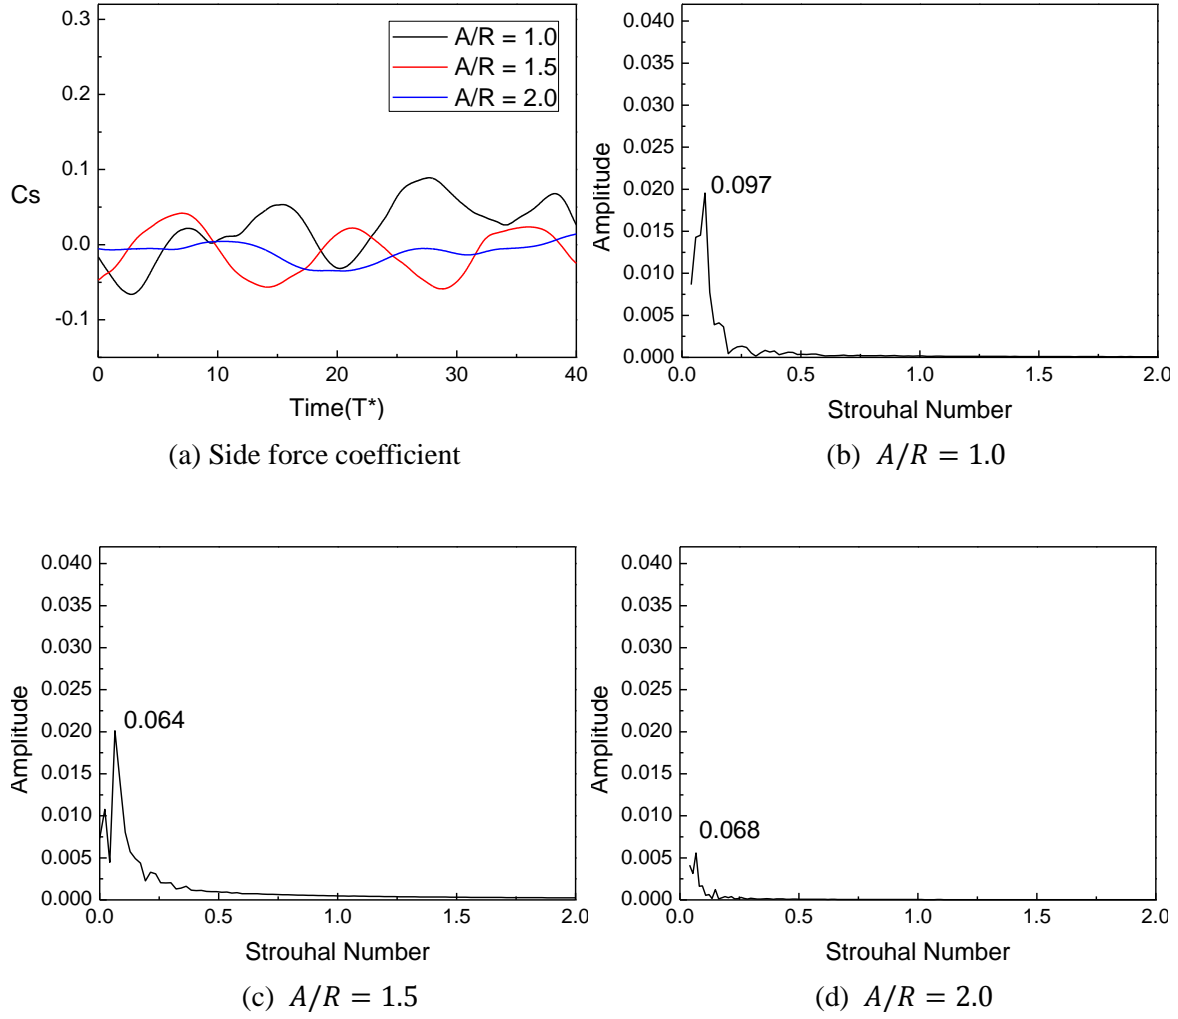 0.3
0.2
0.1
0.0
-0.1
Cs
A/R = 1.0
A/R = 1.5
A/R = 2.0
0 10 20 30 40
Time(T*)
(a) Side force coefficient
0.040
0.035
0.030
0.025
0.020
0.015
0.010
0.005
0.000
Amplitude
0.097
0.0 0.5 1.0 1.5 2.0
Strouhal Number
(b) A/R = 1.0
0.040
0.035
0.030
0.025
0.020
0.015
0.010
0.005
0.000
Amplitude
0.064
0.0 0.5 1.0 1.5 2.0
Strouhal Number
(c) A/R = 1.5
0.040
0.035
0.030
0.025
0.020
0.015
0.010
0.005
0.000
Amplitude
0.068
0.0 0.5 1.0 1.5 2.0
Strouhal Number
(d) A/R = 2.0